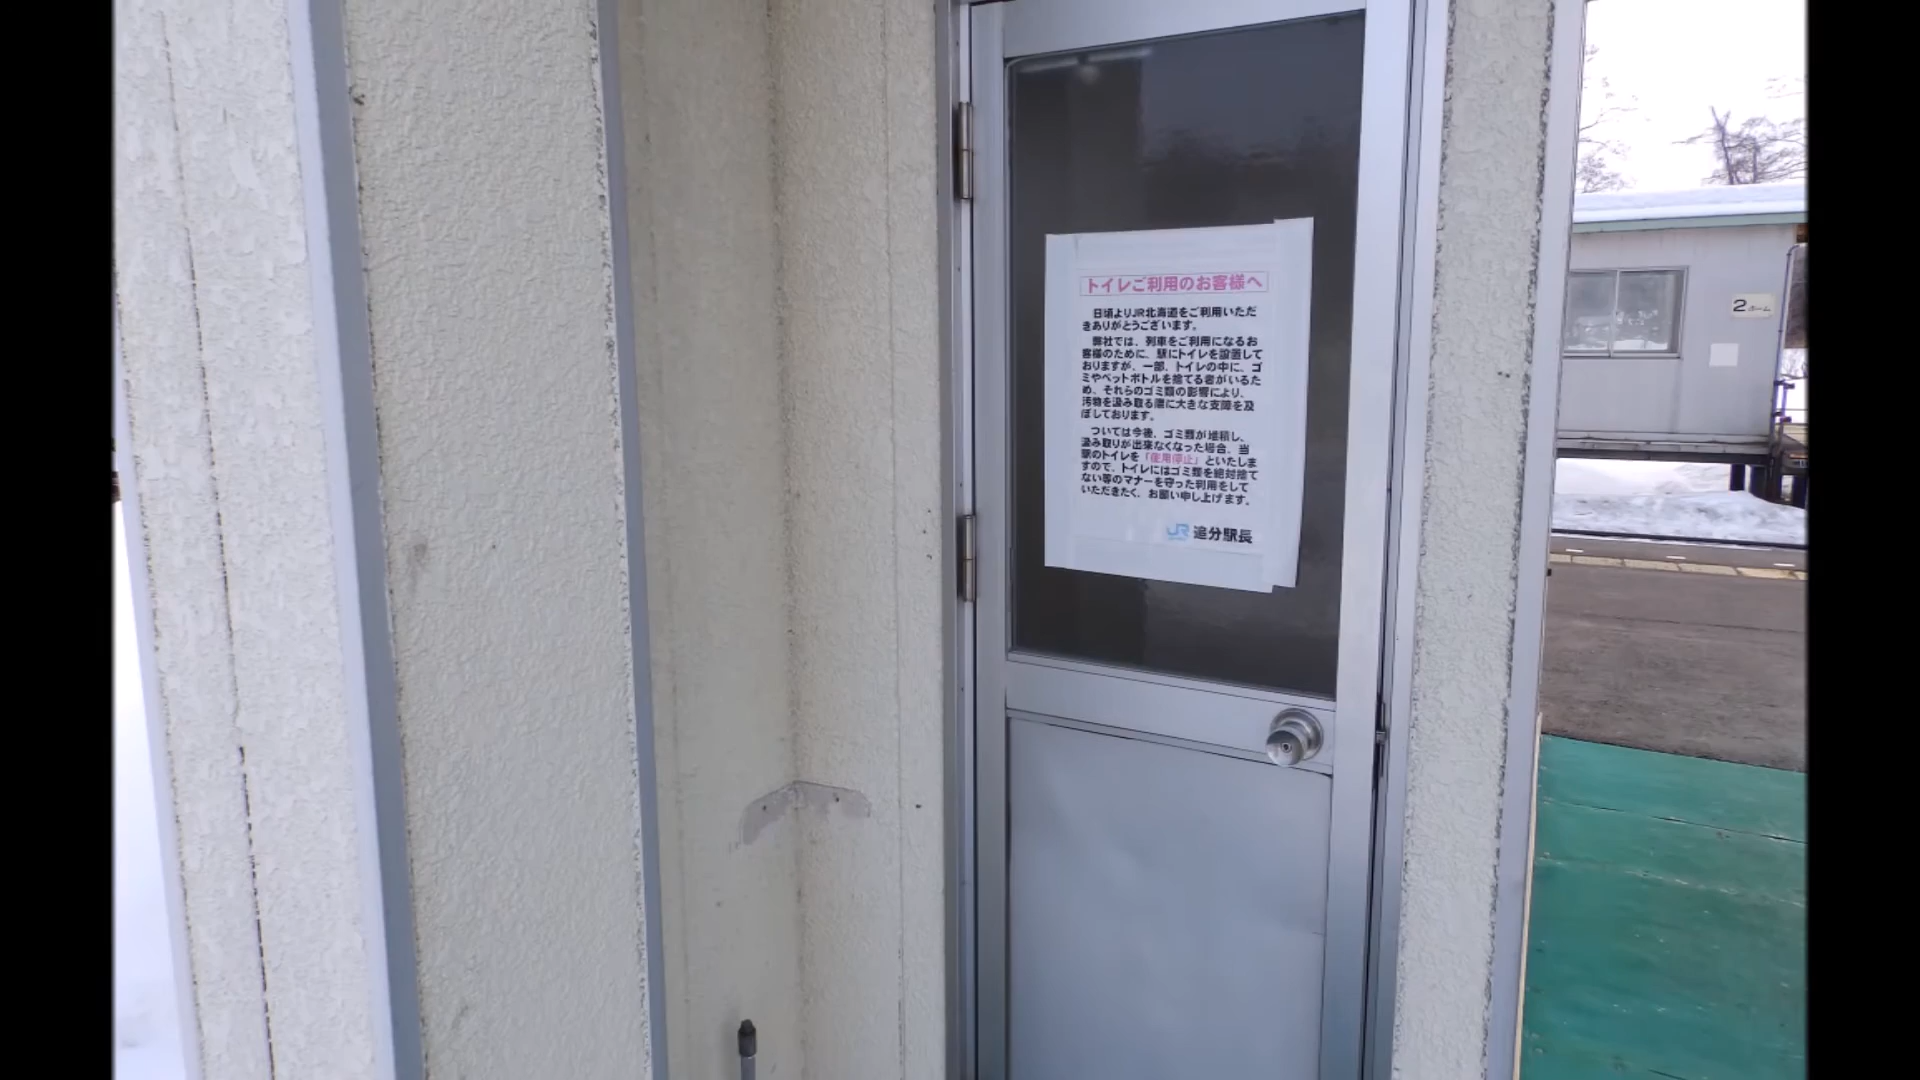 トイレご利用のお客様へ
日頃よりJR北海道をご利用いただ
きありがとうございます。
弊社では、列車をご利用になるお
客様のために、駅にトイレを設置して
おりますが、一部、トイレの中に、ゴ
ミやペットボトルを捨てる者がいるた
め、それらのゴミ類の影響により、
汚物を汲み取る際に大きな支障を及
ぼしております。
ついては今後、ゴミ類が堆積し、
汲み取りが出来なくなった場合、当
駅のトイレを「使用停止」といたしま
すので、トイレにはゴミ類を絶対捨て
ない等のマナーを守った利用をして
いただきたく、お願い申し上げます。
JR 追分駅長
2ホーム